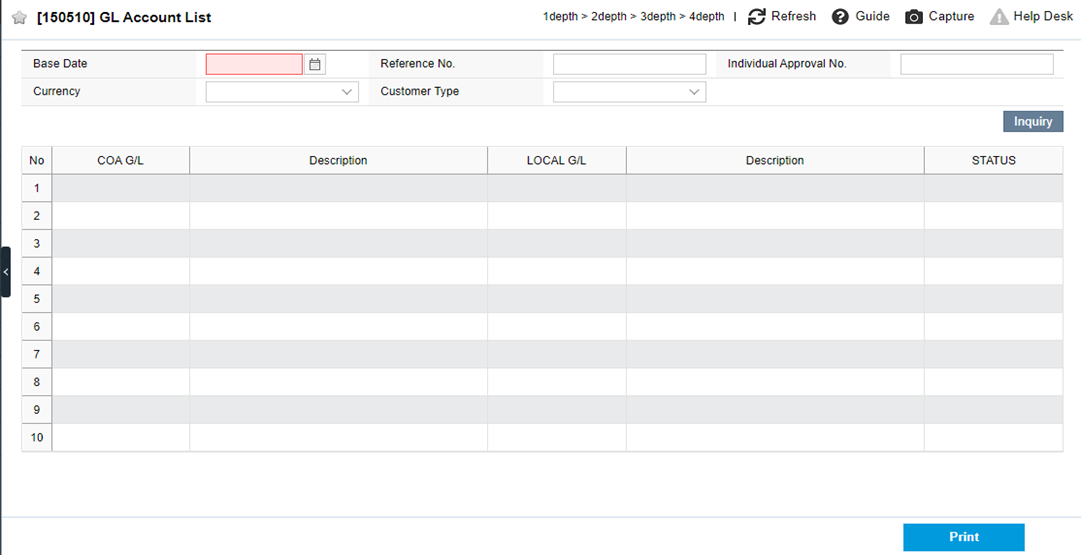 [150510] GL Account List 1depth > 2depth > 3depth > 4depth | Refresh Guide Capture Help Desk
Base Date Reference No. Individual Approval No.
Currency Customer Type
Inquiry
No COA G/L Description LOCAL G/L Description STATUS
1
2
3
4
5
6
7
8
9
10
Print